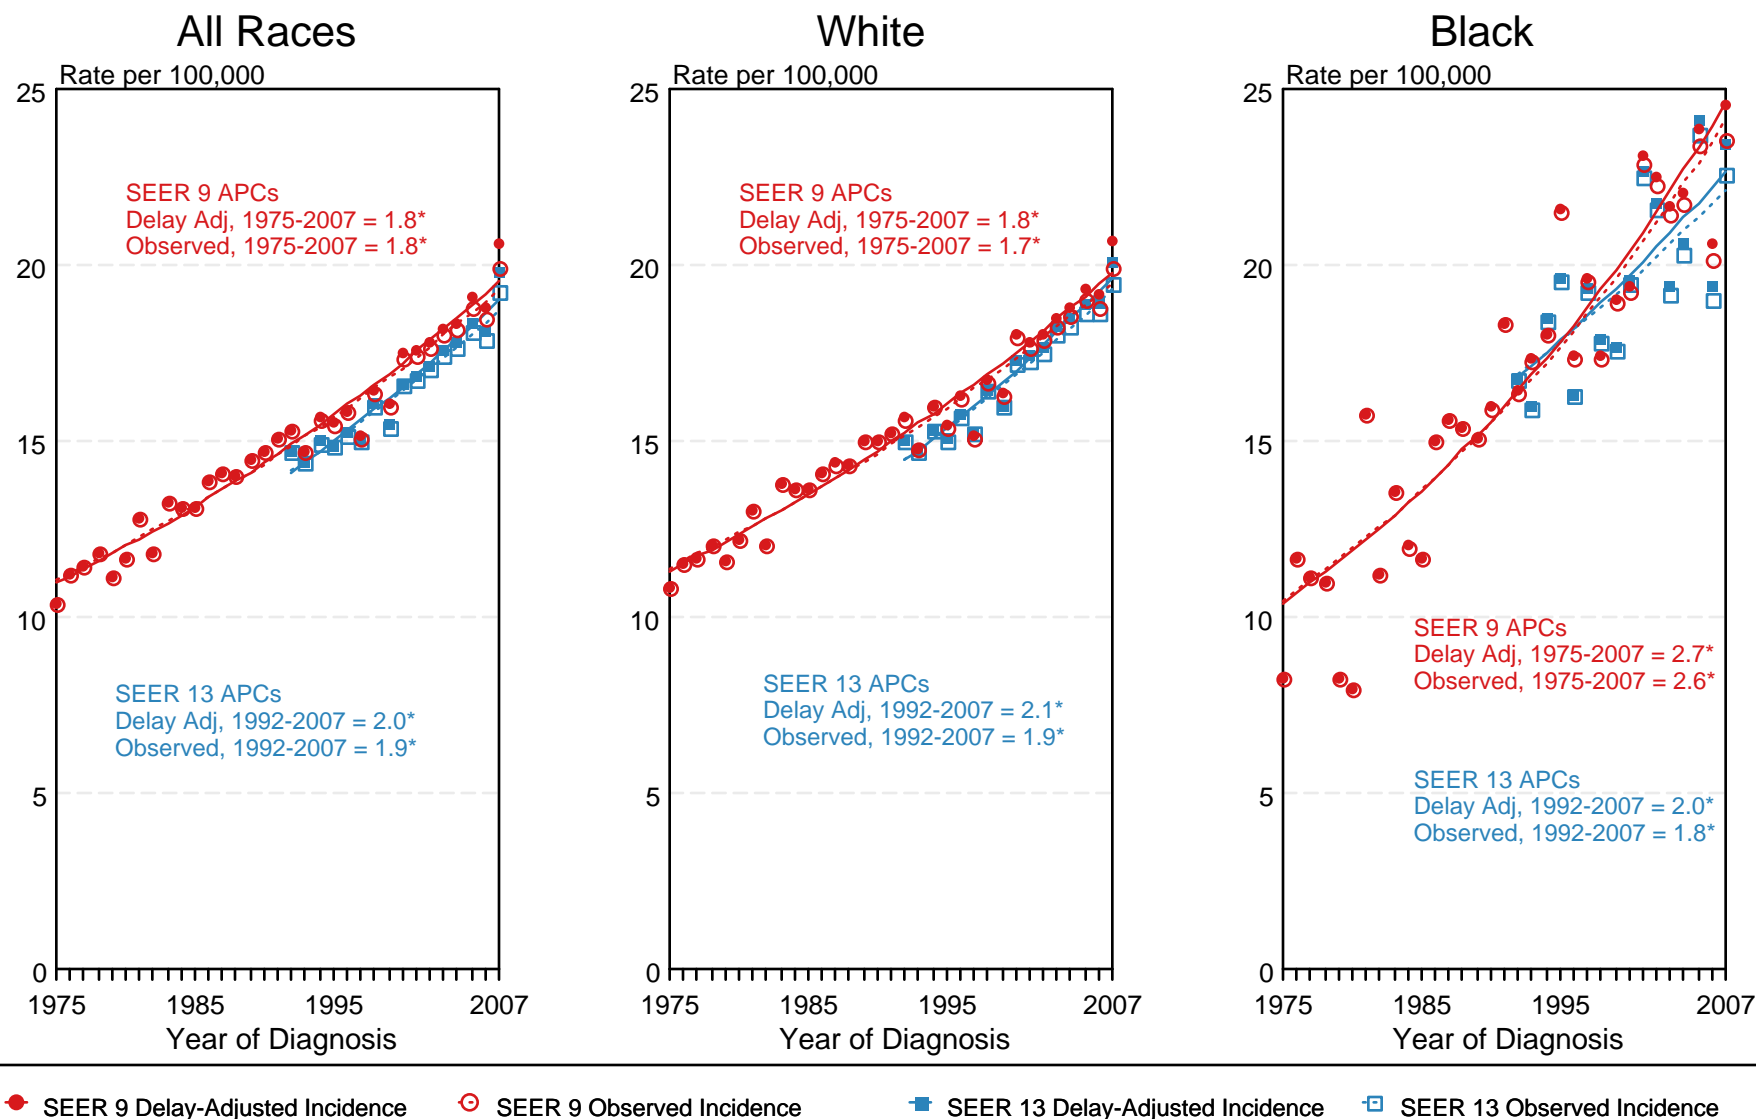 All Races
Rate per 100,000
25
20
15
10
5
0
SEER 9 APCs
Delay Adj, 1975-2007 = 1.8*
Observed, 1975-2007 = 1.8*
SEER 13 APCs
Delay Adj, 1992-2007 = 2.0*
Observed, 1992-2007 = 1.9*
1975 1985 1995 2007
Year of Diagnosis
White
Rate per 100,000
25
20
15
10
5
0
SEER 9 APCs
Delay Adj, 1975-2007 = 1.8*
Observed, 1975-2007 = 1.7*
SEER 13 APCs
Delay Adj, 1992-2007 = 2.1*
Observed, 1992-2007 = 1.9*
1975 1985 1995 2007
Year of Diagnosis
Black
Rate per 100,000
25
20
15
10
5
0
SEER 9 APCs
Delay Adj, 1975-2007 = 2.7*
Observed, 1975-2007 = 2.6*
SEER 13 APCs
Delay Adj, 1992-2007 = 2.0*
Observed, 1992-2007 = 1.8*
1975 1985 1995 2007
Year of Diagnosis
SEER 9 Delay-Adjusted Incidence SEER 9 Observed Incidence SEER 13 Delay-Adjusted Incidence SEER 13 Observed Incidence